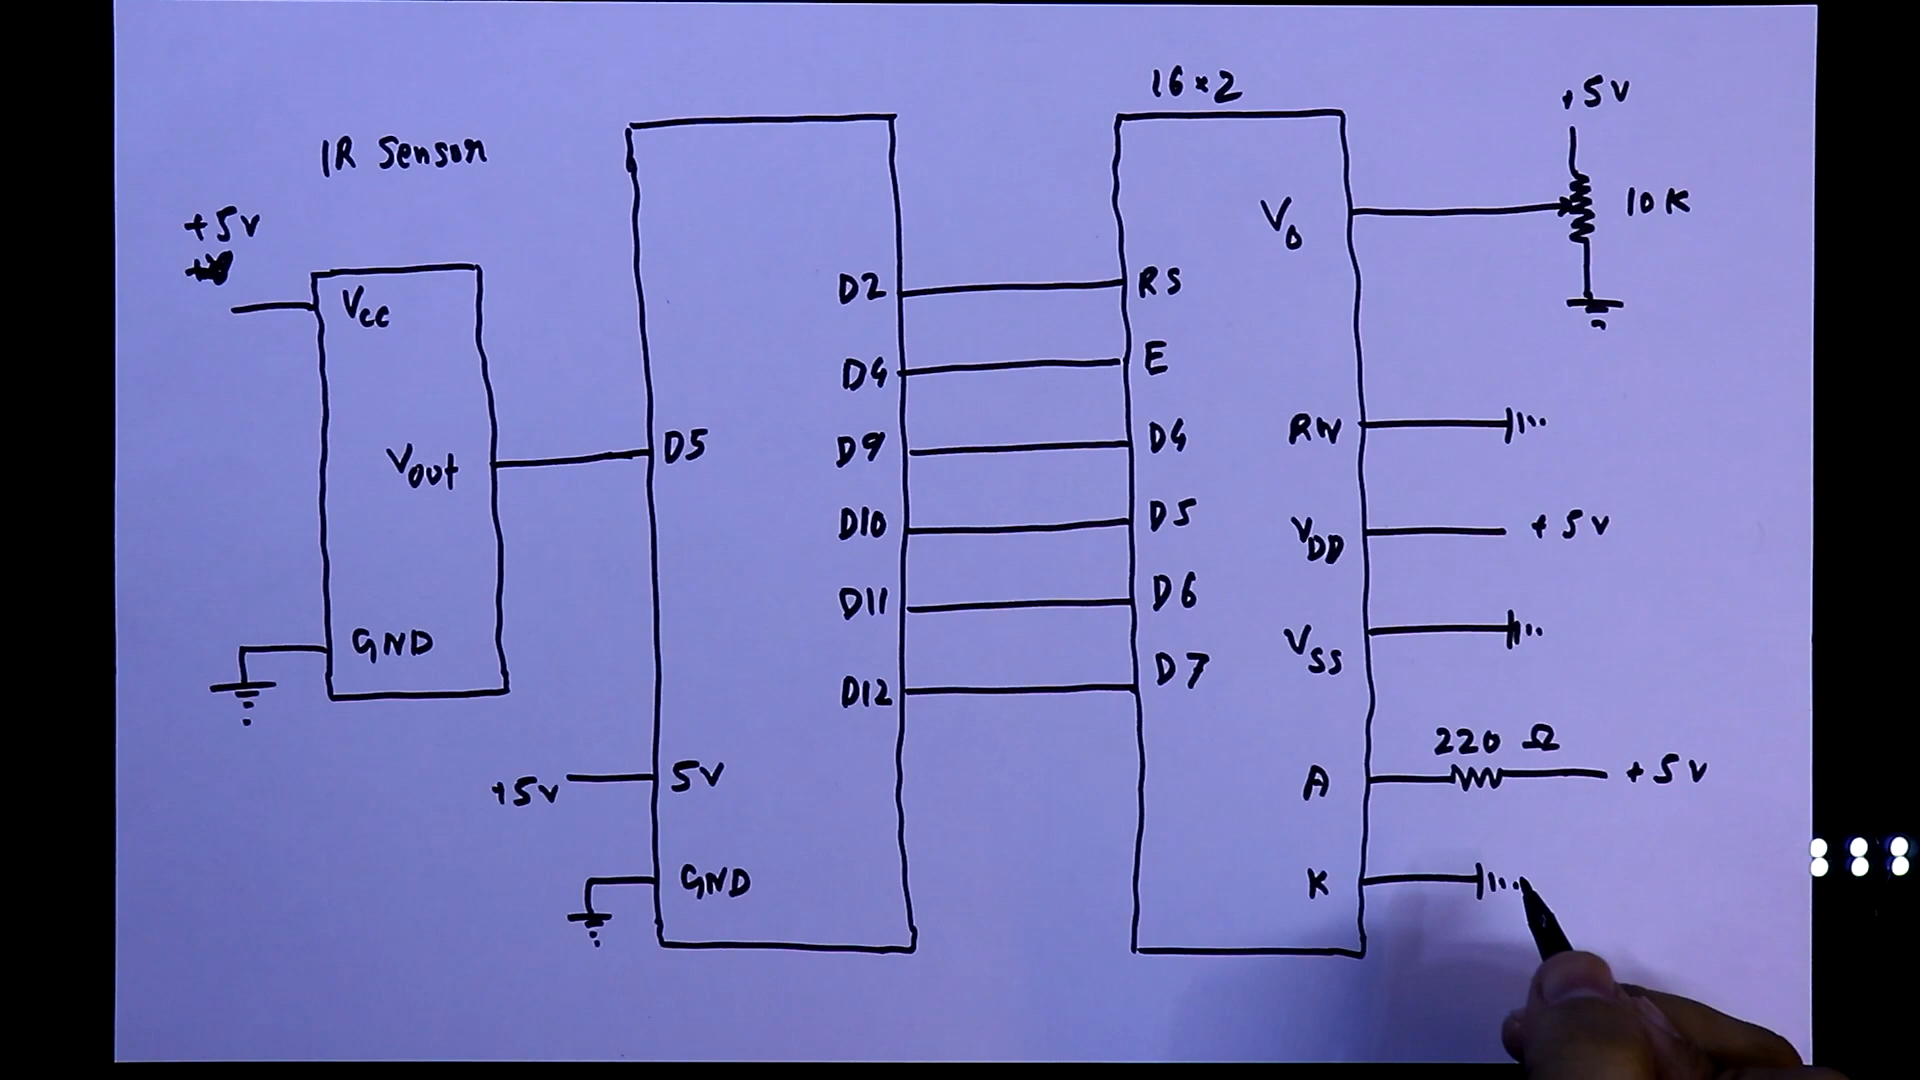 IR Sensor
+5v
Vcc
Vout
GND
D5
+5v
5V
GND
D2
D4
D9
D10
D11
D12
16×2
RS
E
D4
D5
D6
D7
V0
RW
VDD
VSS
A
K
+5V
10K
+5V
220 Ω
+5V